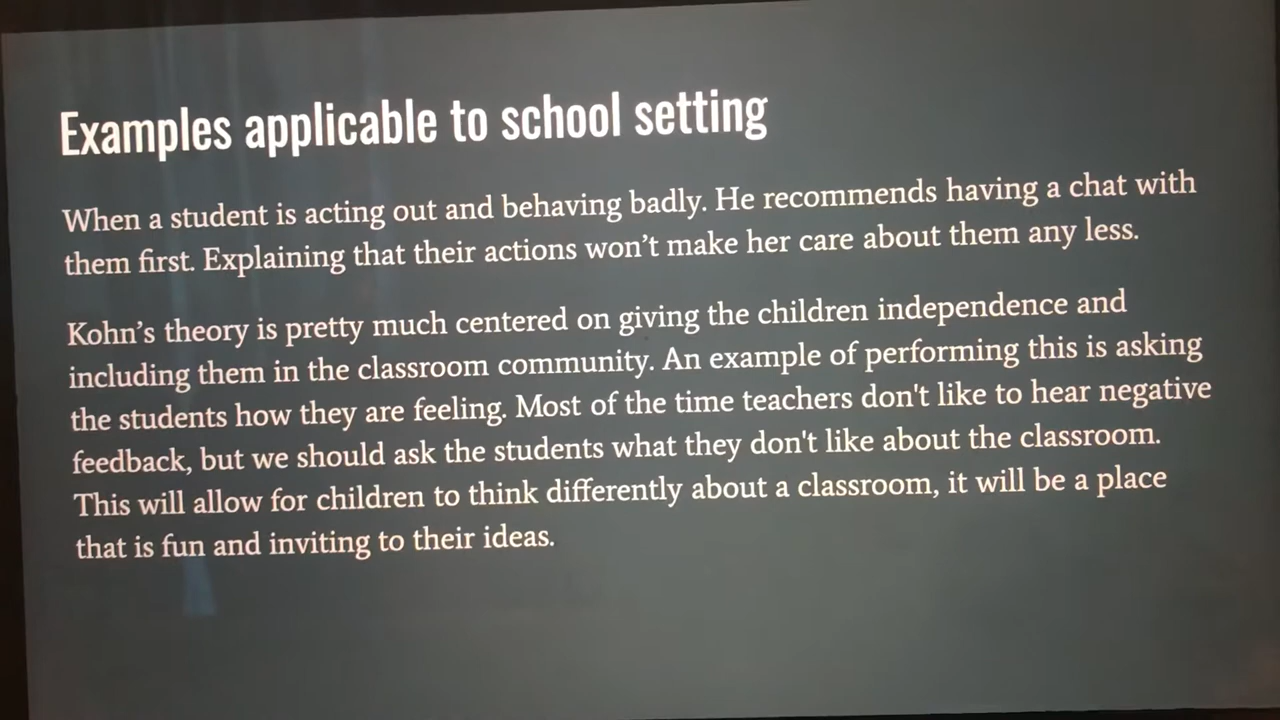 Examples applicable to school setting
When a student is acting out and behaving badly. He recommends having a chat with
them first. Explaining that their actions won’t make her care about them any less.
Kohn’s theory is pretty much centered on giving the children independence and
including them in the classroom community. An example of performing this is asking
the students how they are feeling. Most of the time teachers don't like to hear negative
feedback, but we should ask the students what they don't like about the classroom.
This will allow for children to think differently about a classroom, it will be a place
that is fun and inviting to their ideas.